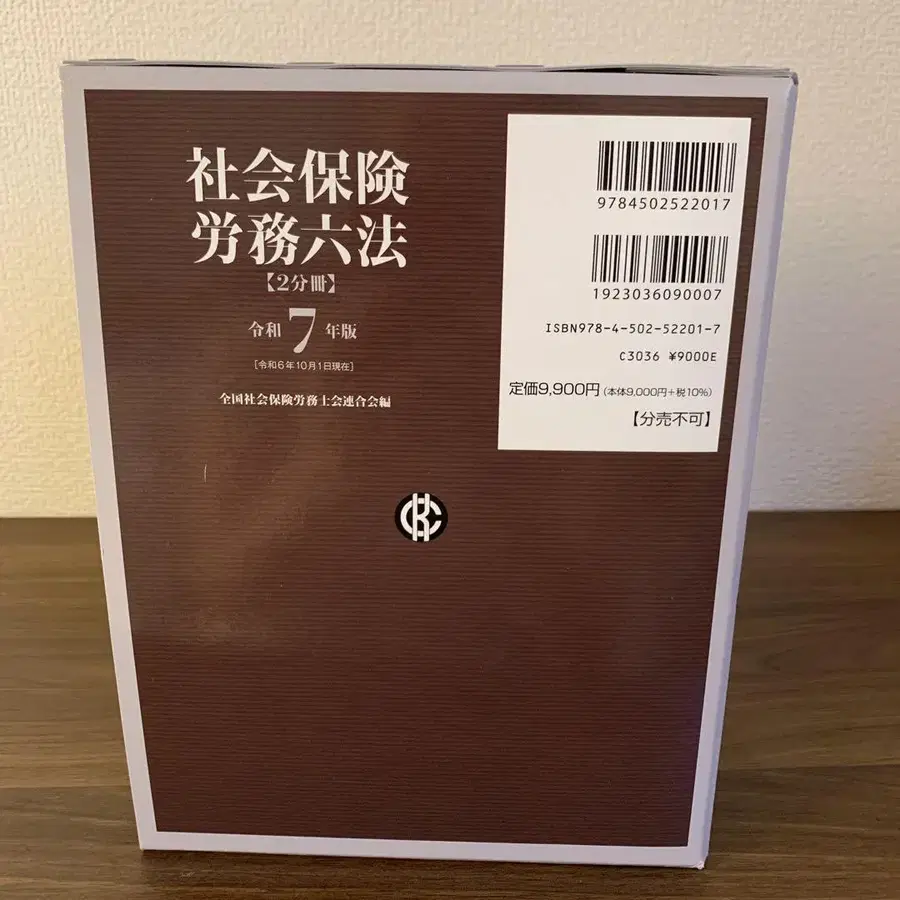 社会保険
労務六法
【2分冊】
令和7年版
[令和6年10月1日現在]
全国社会保険労務士会連合会編
9784502522017
1923036090007
ISBN978-4-502-52201-7
C3036 ¥9000E
定価9,900円(本体9,000円+税10%)
【分売不可】